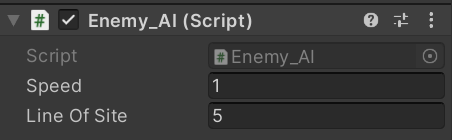 Enemy_AI (Script)
Script Enemy_AI
Speed 1
Line Of Site 5